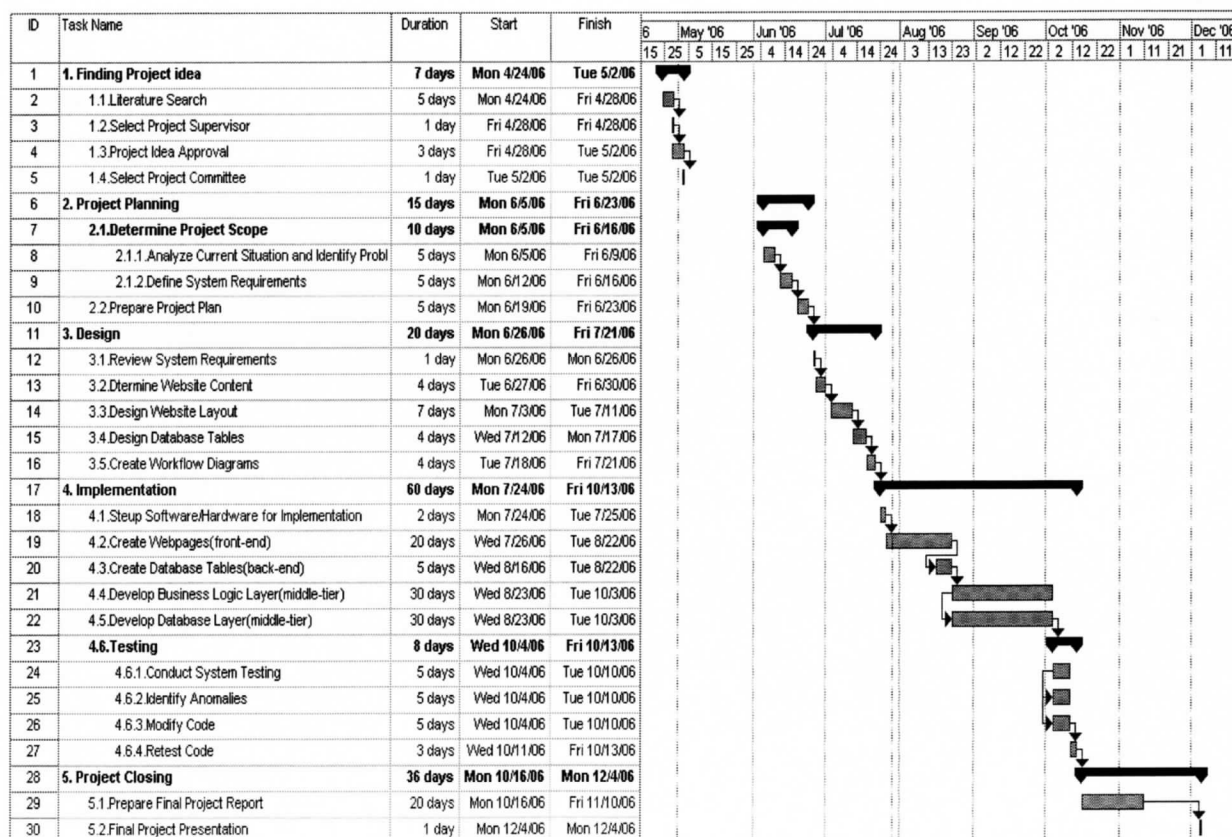 ID Task Name Duration Start Finish 6 May '06 Jun '06 Jul '06 Aug '06 Sep '06 Oct '06 Nov '06 Dec '06
15 25 5 15 25 4 14 24 4 14 24 3 13 23 2 12 22 2 12 22 1 11 21 1 11
1 1. Finding Project idea 7 days Mon 4/24/06 Tue 5/2/06
2 1.1.Literature Search 5 days Mon 4/24/06 Fri 4/28/06
3 1.2.Select Project Supervisor 1 day Fri 4/28/06 Fri 4/28/06
4 1.3.Project Idea Approval 3 days Fri 4/28/06 Tue 5/2/06
5 1.4.Select Project Committee 1 day Tue 5/2/06 Tue 5/2/06
6 2. Project Planning 15 days Mon 6/5/06 Fri 6/23/06
7 2.1.Determine Project Scope 10 days Mon 6/5/06 Fri 6/16/06
8 2.1.1.Analyze Current Situation and Identify Probl 5 days Mon 6/5/06 Fri 6/9/06
9 2.1.2.Define System Requirements 5 days Mon 6/12/06 Fri 6/16/06
10 2.2.Prepare Project Plan 5 days Mon 6/19/06 Fri 6/23/06
11 3. Design 20 days Mon 6/26/06 Fri 7/21/06
12 3.1.Review System Requirements 1 day Mon 6/26/06 Mon 6/26/06
13 3.2.Dtermine Website Content 4 days Tue 6/27/06 Fri 6/30/06
14 3.3.Design Website Layout 7 days Mon 7/3/06 Tue 7/11/06
15 3.4.Design Database Tables 4 days Wed 7/12/06 Mon 7/17/06
16 3.5.Create Workflow Diagrams 4 days Tue 7/18/06 Fri 7/21/06
17 4. Implementation 60 days Mon 7/24/06 Fri 10/13/06
18 4.1.Steup Software/Hardware for Implementation 2 days Mon 7/24/06 Tue 7/25/06
19 4.2.Create Webpages(front-end) 20 days Wed 7/26/06 Tue 8/22/06
20 4.3.Create Database Tables(back-end) 5 days Wed 8/16/06 Tue 8/22/06
21 4.4.Develop Business Logic Layer(middle-tier) 30 days Wed 8/23/06 Tue 10/3/06
22 4.5.Develop Database Layer(middle-tier) 30 days Wed 8/23/06 Tue 10/3/06
23 4.6.Testing 8 days Wed 10/4/06 Fri 10/13/06
24 4.6.1.Conduct System Testing 5 days Wed 10/4/06 Tue 10/10/06
25 4.6.2.Identify Anomalies 5 days Wed 10/4/06 Tue 10/10/06
26 4.6.3.Modify Code 5 days Wed 10/4/06 Tue 10/10/06
27 4.6.4.Retest Code 3 days Wed 10/11/06 Fri 10/13/06
28 5. Project Closing 36 days Mon 10/16/06 Mon 12/4/06
29 5.1.Prepare Final Project Report 20 days Mon 10/16/06 Fri 11/10/06
30 5.2.Final Project Presentation 1 day Mon 12/4/06 Mon 12/4/06